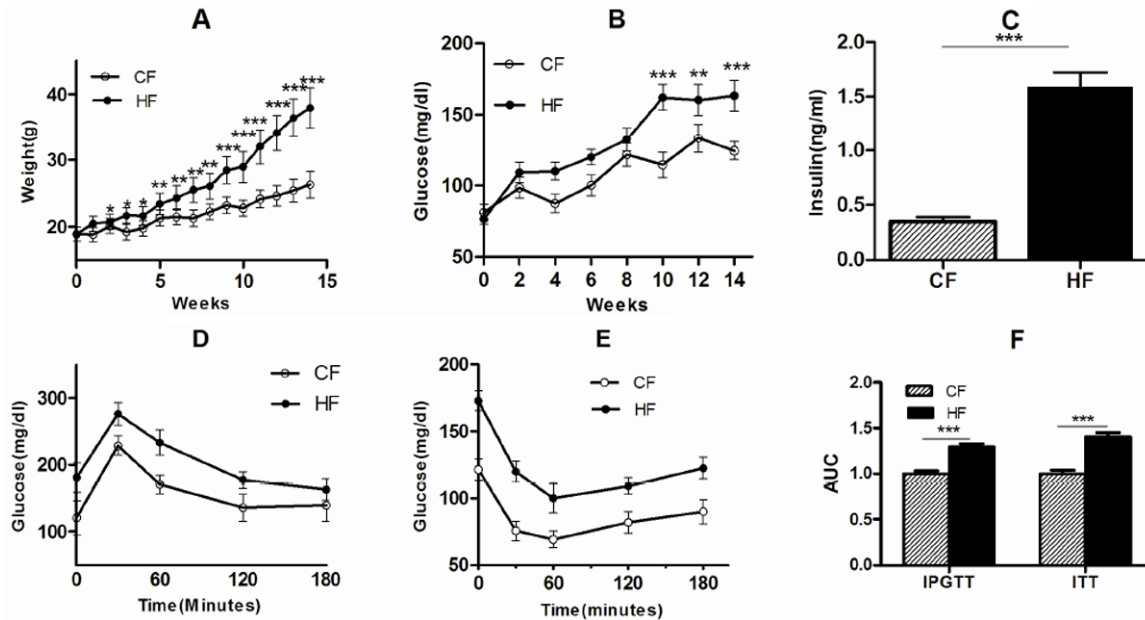 A
CF
HF
Weight(g)
40
30
20
10
* * * ** ** ** ** *** *** *** *** *** ***
0 5 10 15
Weeks
B
CF
HF
Glucose(mg/dl)
200
150
100
50
*** ** ***
0 2 4 6 8 10 12 14
Weeks
C
***
Insulin(ng/ml)
2.0
1.5
1.0
0.5
0.0
CF HF
D
CF
HF
Glucose(mg/dl)
300
200
100
0 60 120 180
Time(Minutes)
E
CF
HF
Glucose(mg/dl)
200
150
100
50
0 60 120 180
Time(minutes)
F
CF
HF
*** ***
AUC
2.0
1.5
1.0
0.5
0.0
IPGTT ITT